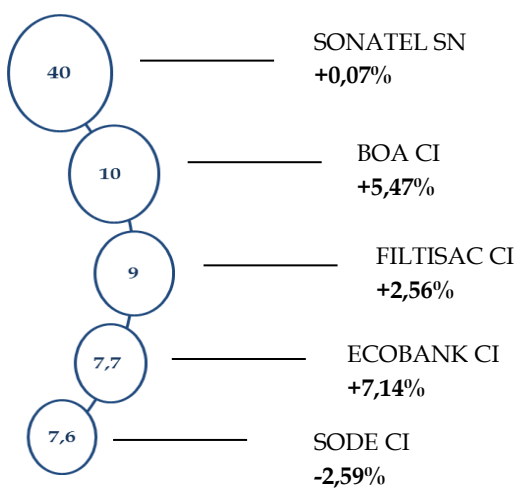 40
SONATEL SN
+0,07%
10
BOA CI
+5,47%
9
FILTISAC CI
+2,56%
7,7
ECOBANK CI
+7,14%
7,6
SODE CI
-2,59%